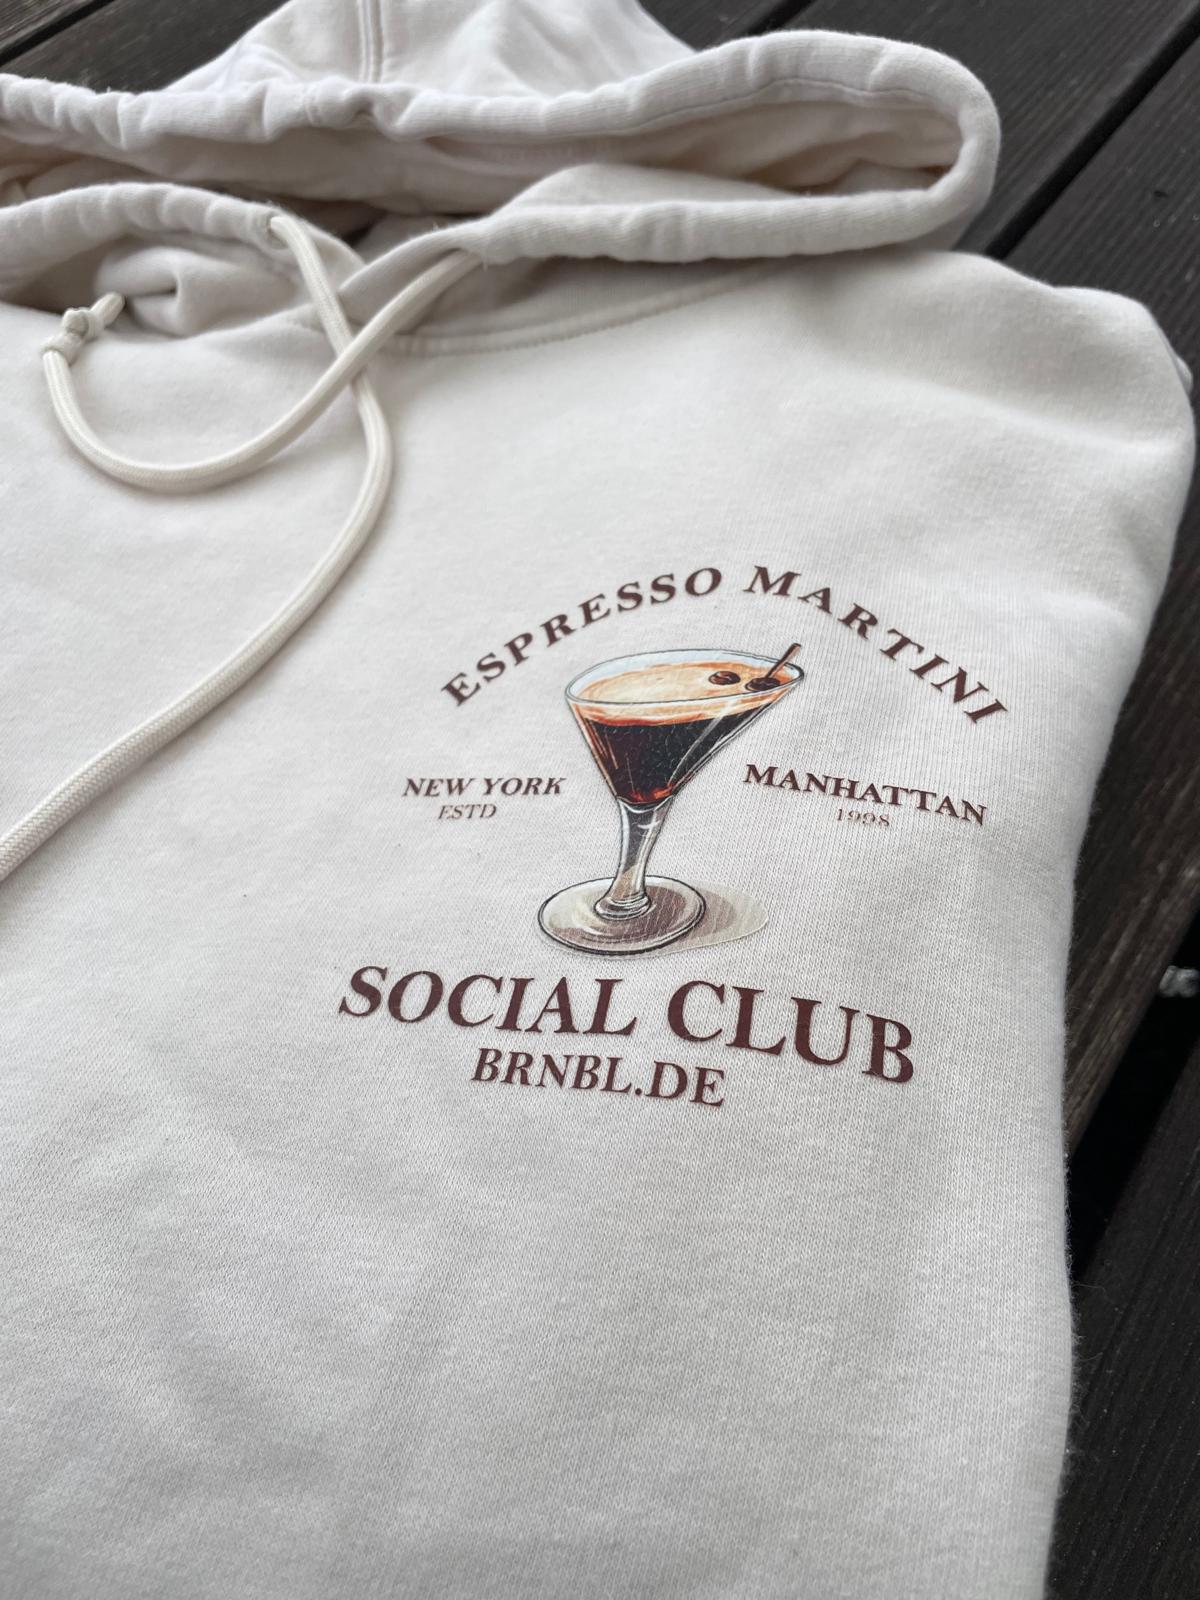 ESPRESSO MARTINI
NEW YORK
ESTD
MANHATTAN
1998
SOCIAL CLUB
BRNBL.DE